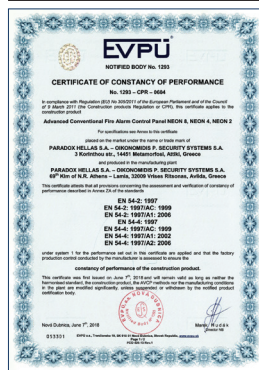 EVPÚ
NOTIFIED BODY No. 1293
CERTIFICATE OF CONSTANCY OF PERFORMANCE
No. 1293 – CPR – 0684
In compliance with Regulation (EU) No 305/2011 of the European Parliament and of the Council
of 9 March 2011 (the Construction products Regulation or CPR), this certificate applies to the
construction product
Advanced Conventional Fire Alarm Control Panel NEON 8, NEON 4, NEON 2
For specifications see Annex to this certificate
placed on the market under the name or trade mark of
PARADOX HELLAS S.A. – OIKONOMIDIS P. SECURITY SYSTEMS S.A.
3 Korinthou str., 14451 Metamorfosi, Attiki, Greece
and produced in the manufacturing plant
PARADOX HELLAS S.A. – OIKONOMIDIS P. SECURITY SYSTEMS S.A.
69th Klm of N.R. Athens – Lamia, 32009 Vrises Ritsonas, Avlida, Greece
This certificate attests that all provisions concerning the assessment and verification of constancy of
performance described in Annex ZA of the standards
EN 54-2: 1997
EN 54-2: 1997/AC: 1999
EN 54-2: 1997/A1: 2006
EN 54-4: 1997
EN 54-4: 1997/AC: 1999
EN 54-4: 1997/A1: 2002
EN 54-4: 1997/A2: 2006
under system 1 for the performance set out in this certificate are applied and that the factory
production control conducted by the manufacturer is assessed to ensure the
constancy of performance of the construction product.
This certificate was first issued on June 7th, 2018 and will remain valid as long as neither the
harmonised standard, the construction product, the AVCP methods nor the manufacturing conditions
in the plant are modified significantly, unless suspended or withdrawn by the notified product
certification body.
Nová Dubnica, June 7th, 2018
Marek Hudák
Director NB
013301
Page 1 / 2